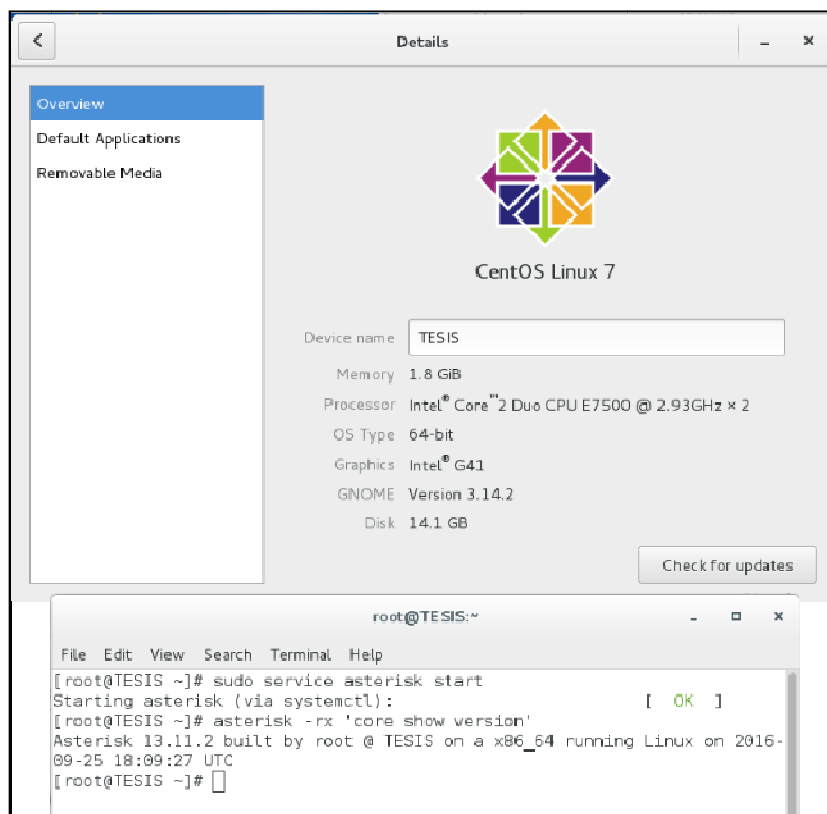 Details
Overview
Default Applications
Removable Media
CentOS Linux 7
Device name TESIS
Memory 1.8 GiB
Processor Intel® Core™2 Duo CPU E7500 @ 2.93GHz × 2
OS Type 64-bit
Graphics Intel® G41
GNOME Version 3.14.2
Disk 14.1 GB
Check for updates
root@TESIS:~
File Edit View Search Terminal Help
[root@TESIS ~]# sudo service asterisk start
Starting asterisk (via systemctl): [ OK ]
[root@TESIS ~]# asterisk -rx 'core show version'
Asterisk 13.11.2 built by root @ TESIS on a x86_64 running Linux on 2016-
09-25 18:09:27 UTC
[root@TESIS ~]#